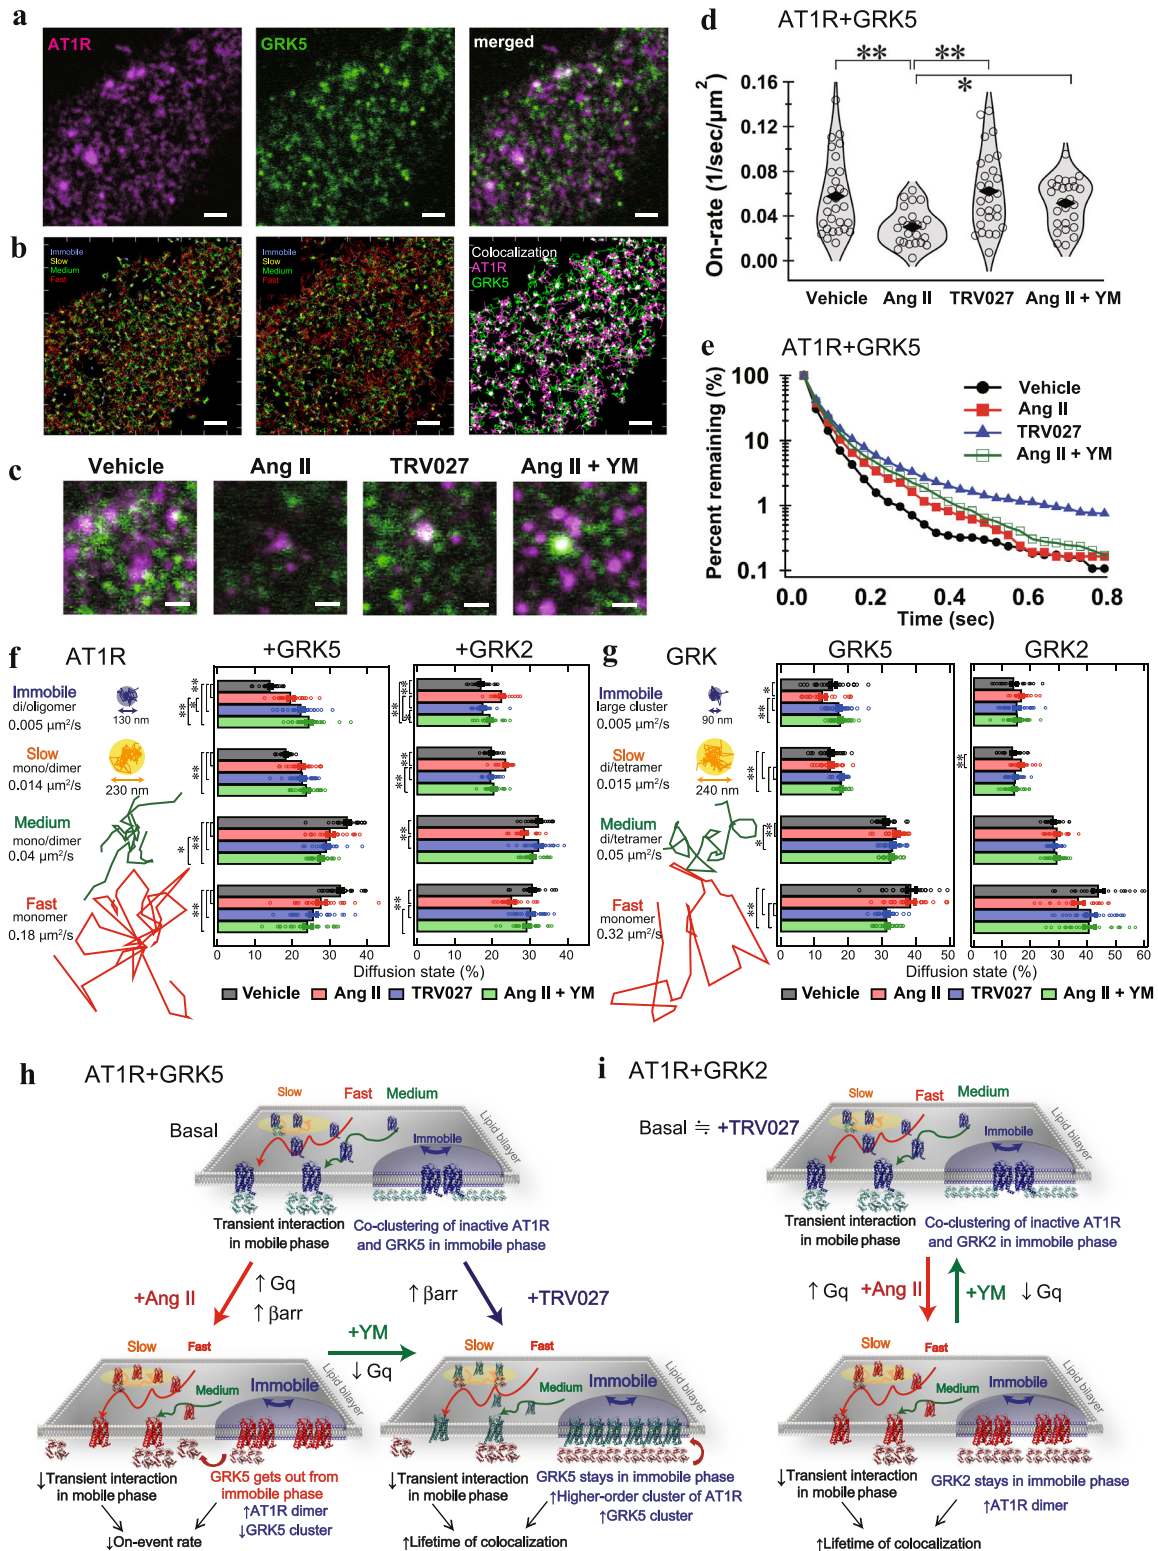 a
AT1R
GRK5
merged
b
Immobile
Slow
Medium
Fast
Immobile
Slow
Medium
Fast
Colocalization
AT1R
GRK5
c
Vehicle
Ang II
TRV027
Ang II + YM
d
AT1R+GRK5
**
**
*
On-rate (1/sec/μm²)
0.16
0.12
0.08
0.04
0.00
Vehicle
Ang II
TRV027
Ang II + YM
e
AT1R+GRK5
Percent remaining (%)
100
10
1
0.1
Vehicle
Ang II
TRV027
Ang II + YM
0.0
0.2
0.4
0.6
0.8
Time (sec)
f
AT1R
+GRK5
+GRK2
Immobile
di/oligomer
0.005 μm²/s
130 nm
Slow
mono/dimer
0.014 μm²/s
230 nm
Medium
mono/dimer
0.04 μm²/s
Fast
monomer
0.18 μm²/s
0 10 20 30 40
0 10 20 30 40
Diffusion state (%)
Vehicle Ang II TRV027 Ang II + YM
g
GRK
GRK5
GRK2
Immobile
large cluster
0.005 μm²/s
90 nm
Slow
di/tetramer
0.015 μm²/s
240 nm
Medium
di/tetramer
0.05 μm²/s
Fast
monomer
0.32 μm²/s
0 10 20 30 40 50
0 10 20 30 40 50 60
Diffusion state (%)
Vehicle Ang II TRV027 Ang II + YM
h
AT1R+GRK5
Basal
Slow
Fast
Medium
Immobile
Lipid bilayer
Transient interaction
in mobile phase
Co-clustering of inactive AT1R
and GRK5 in immobile phase
+Ang II
↑ Gq
↑ βarr
↑ βarr
+TRV027
+YM
↓ Gq
Slow
Fast
Medium
Immobile
Lipid bilayer
↓Transient interaction
in mobile phase
GRK5 gets out from
immobile phase
↑AT1R dimer
↓GRK5 cluster
↓On-event rate
Slow
Fast
Medium
Immobile
Lipid bilayer
↓Transient interaction
in mobile phase
GRK5 stays in immobile phase
↑Higher-order cluster of AT1R
↑GRK5 cluster
↑Lifetime of colocalization
i
AT1R+GRK2
Basal ≒ +TRV027
Slow
Fast
Medium
Immobile
Lipid bilayer
Transient interaction
in mobile phase
Co-clustering of inactive AT1R
and GRK2 in immobile phase
↑ Gq
+Ang II
+YM
↓ Gq
Slow
Fast
Medium
Immobile
Lipid bilayer
↓Transient interaction
in mobile phase
GRK2 stays in immobile phase
↑AT1R dimer
↑Lifetime of colocalization